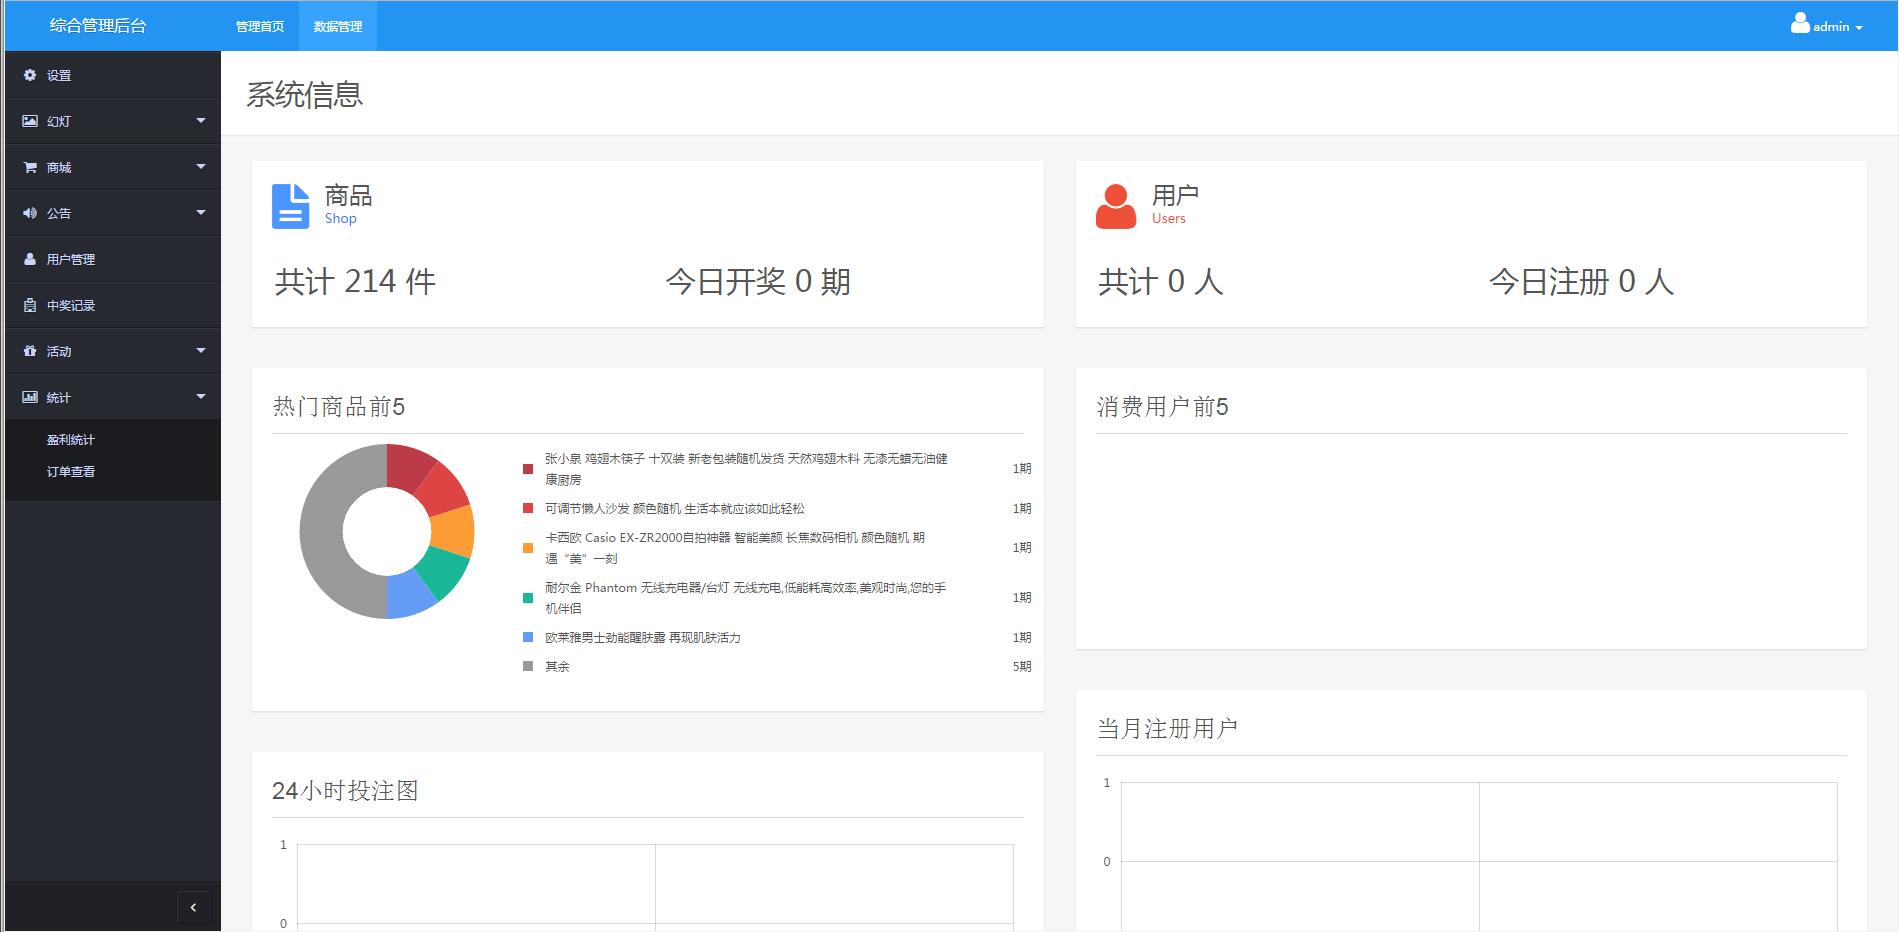 综合管理后台
管理首页
数据管理
admin
设置
幻灯
商城
公告
用户管理
中奖记录
活动
统计
盈利统计
订单查看
系统信息
商品
Shop
共计 214 件
今日开奖 0 期
用户
Users
共计 0 人
今日注册 0 人
热门商品前5
张小泉 鸡翅木筷子 十双装 新老包装随机发货 天然鸡翅木料 无漆无蜡无油健
康厨房
1期
可调节懒人沙发 颜色随机 生活本就应该如此轻松
1期
卡西欧 Casio EX-ZR2000自拍神器 智能美颜 长焦数码相机 颜色随机 期
遇“美”一刻
1期
耐尔金 Phantom 无线充电器/台灯 无线充电,低能耗高效率,美观时尚,您的手
机伴侣
1期
欧莱雅男士劲能醒肤露 再现肌肤活力
1期
其余
5期
消费用户前5
当月注册用户
1
0
24小时投注图
1
0